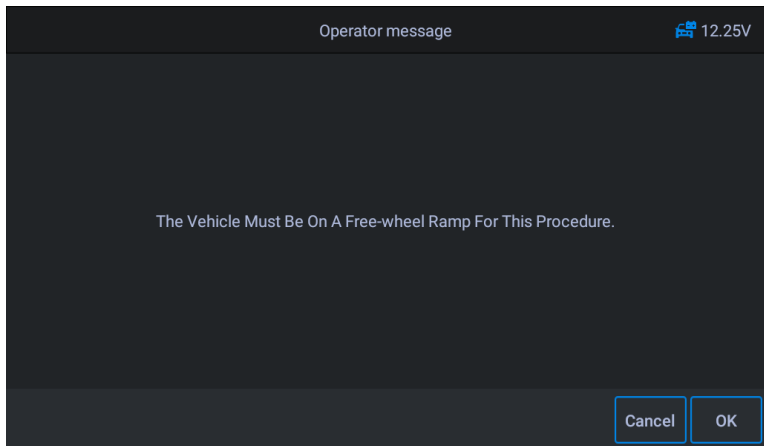 Operator message
12.25V
The Vehicle Must Be On A Free-wheel Ramp For This Procedure.
Cancel
OK